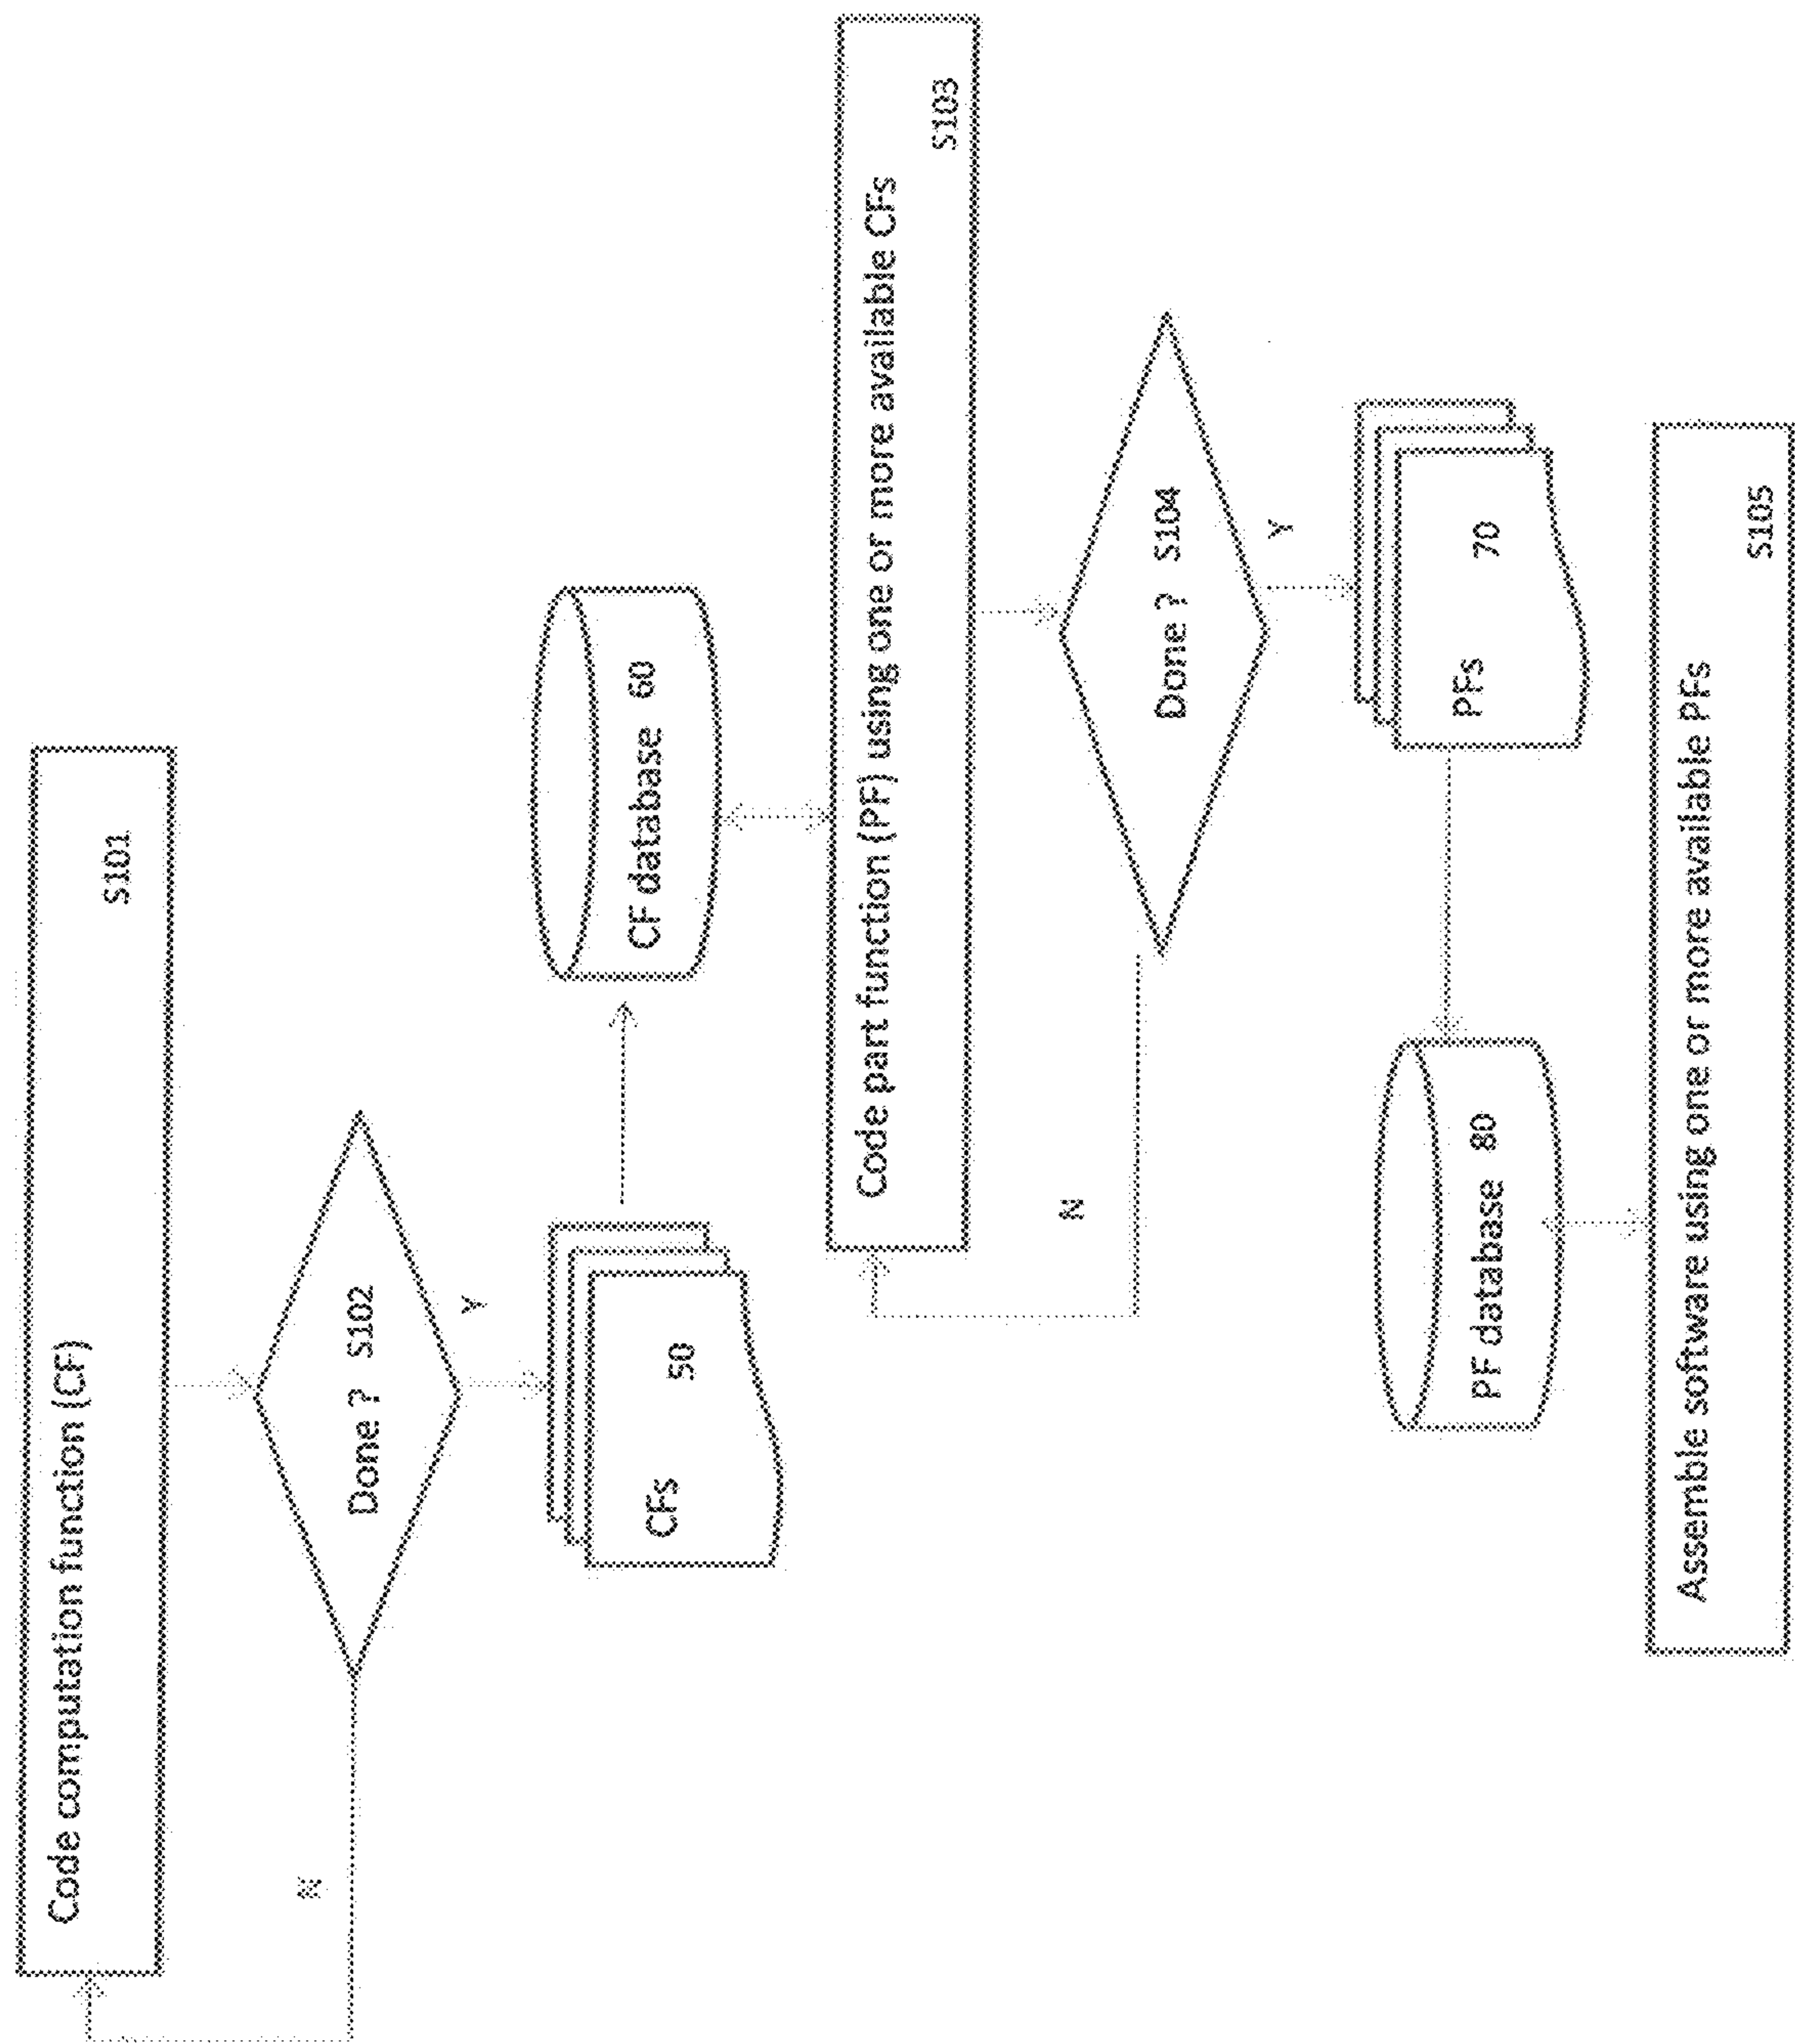 Code computation function (CF)
S101
Done ? S102
N
Y
CFs 50
CF database 60
Code part function (PF) using one or more available CFs
S103
Done ? S104
N
Y
PFs 70
PF database 80
Assemble software using one or more available PFs
S105